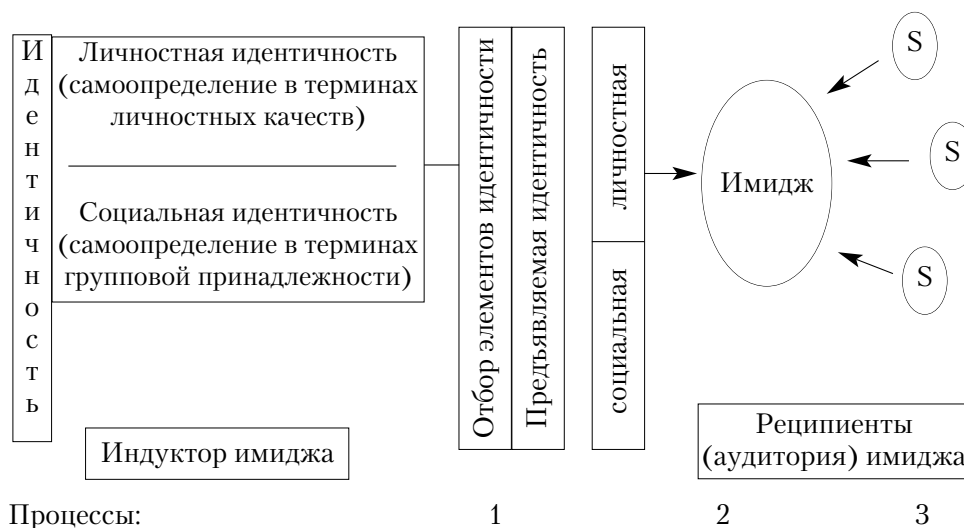 Идентичность
Личностная идентичность
(самоопределение в терминах
личностных качеств)
Социальная идентичность
(самоопределение в терминах
групповой принадлежности)
Отбор элементов идентичности
Предъявляемая идентичность
личностная
социальная
Имидж
S
S
S
Индуктор имиджа
Реципиенты
(аудитория) имиджа
Процессы: 1 2 3